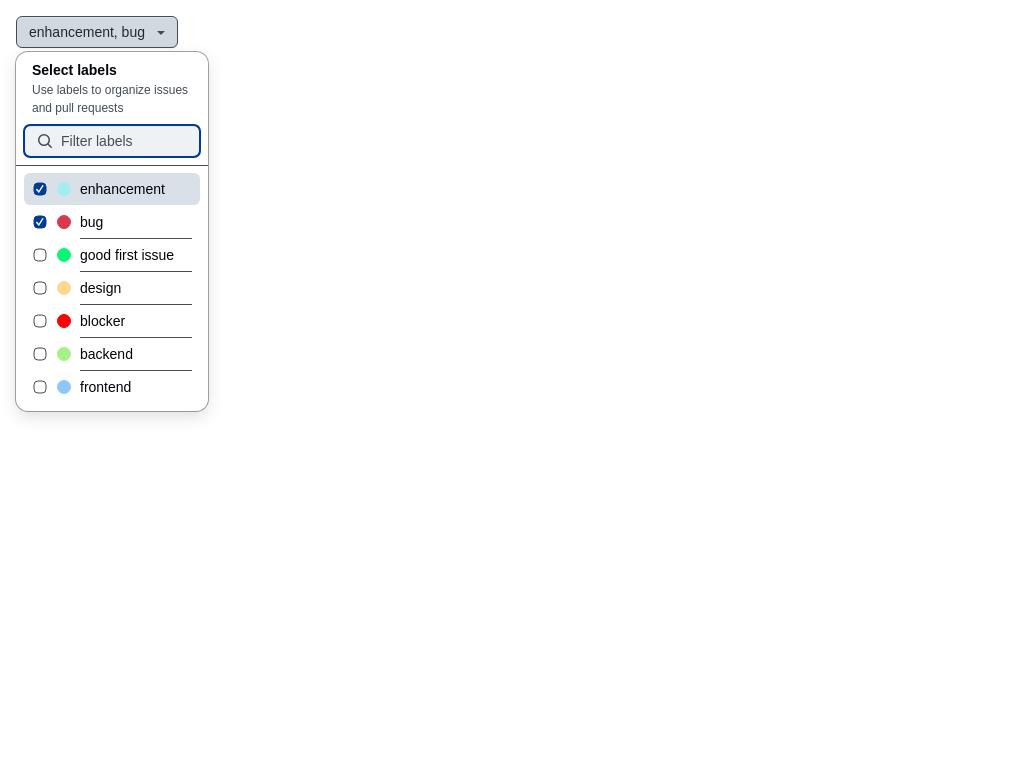 enhancement, bug
Select labels
Use labels to organize issues
and pull requests
Filter labels
enhancement
bug
good first issue
design
blocker
backend
frontend